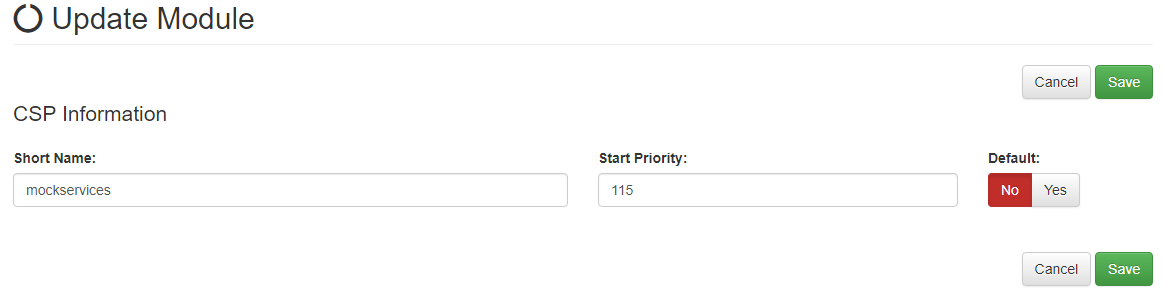 Update Module
Cancel Save
CSP Information
Short Name: Start Priority: Default:
mockservices 115 No Yes
Cancel Save